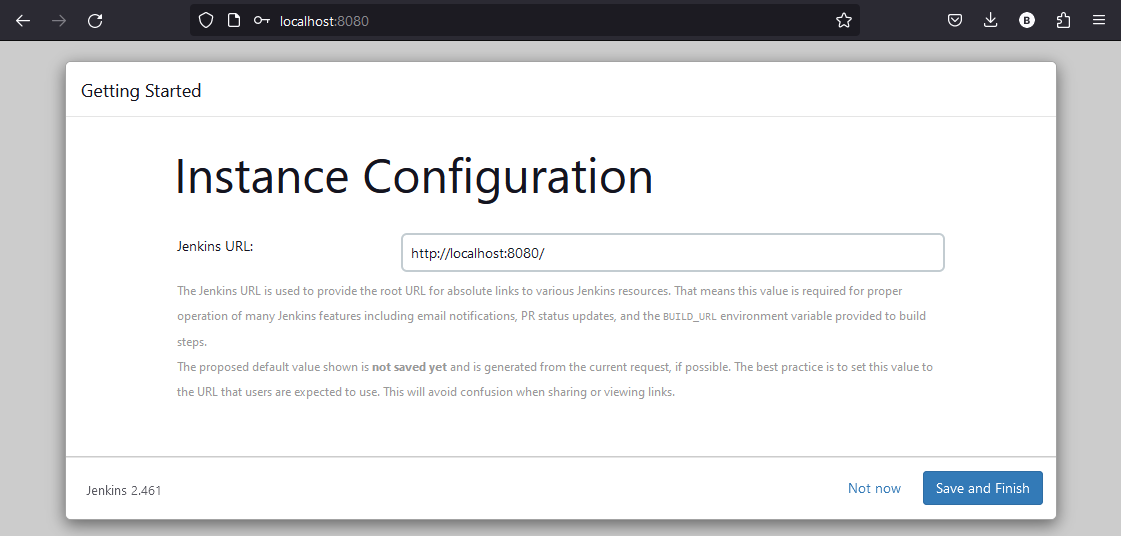 localhost:8080
B
Getting Started
Instance Configuration
Jenkins URL:
http://localhost:8080/
The Jenkins URL is used to provide the root URL for absolute links to various Jenkins resources. That means this value is required for proper
operation of many Jenkins features including email notifications, PR status updates, and the BUILD_URL environment variable provided to build
steps.
The proposed default value shown is not saved yet and is generated from the current request, if possible. The best practice is to set this value to
the URL that users are expected to use. This will avoid confusion when sharing or viewing links.
Jenkins 2.461
Not now
Save and Finish